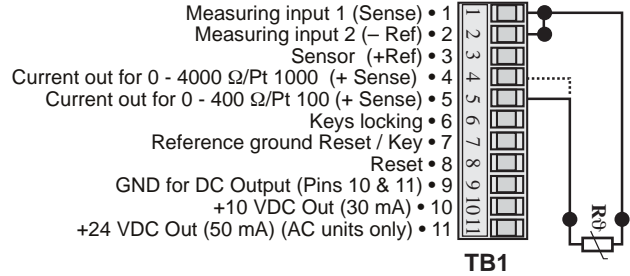 Measuring input 1 (Sense) • 1
Measuring input 2 (– Ref) • 2
Sensor (+Ref) • 3
Current out for 0 - 4000 Ω/Pt 1000 (+ Sense) • 4
Current out for 0 - 400 Ω/Pt 100 (+ Sense) • 5
Keys locking • 6
Reference ground Reset / Key • 7
Reset • 8
GND for DC Output (Pins 10 & 11) • 9
+10 VDC Out (30 mA) • 10
+24 VDC Out (50 mA) (AC units only) • 11
1
2
3
4
5
6
7
8
9
10
11
Rϑ
TB1